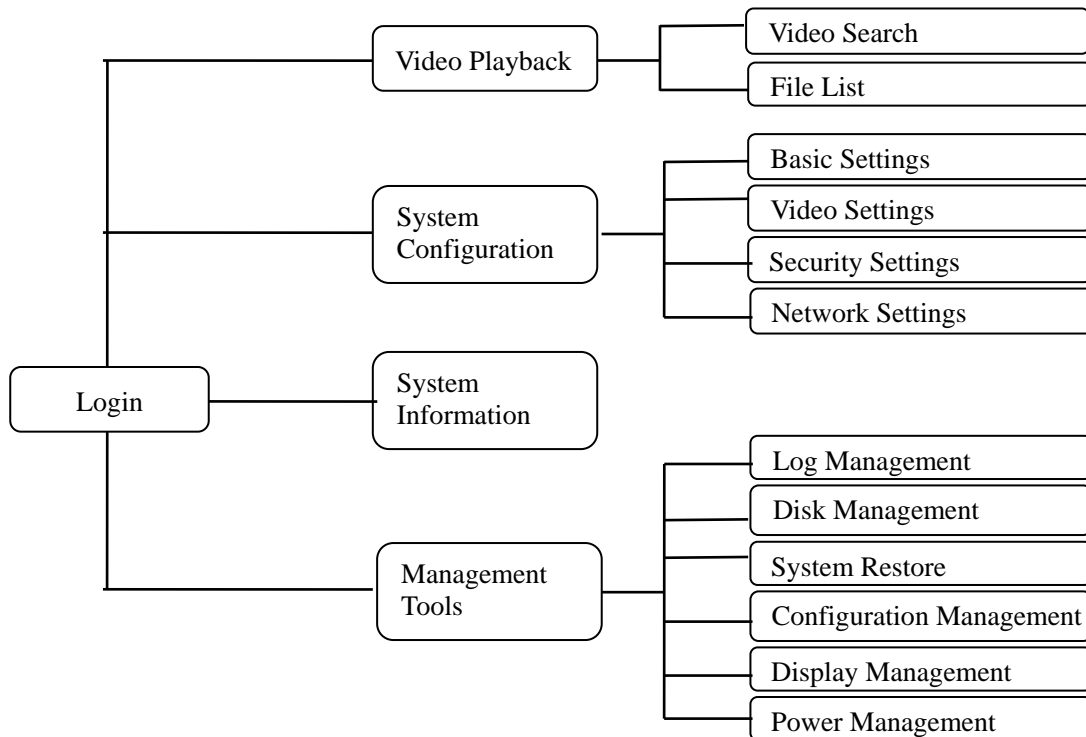 Login
Video Playback
Video Search
File List
System
Configuration
Basic Settings
Video Settings
Security Settings
Network Settings
System
Information
Management
Tools
Log Management
Disk Management
System Restore
Configuration Management
Display Management
Power Management